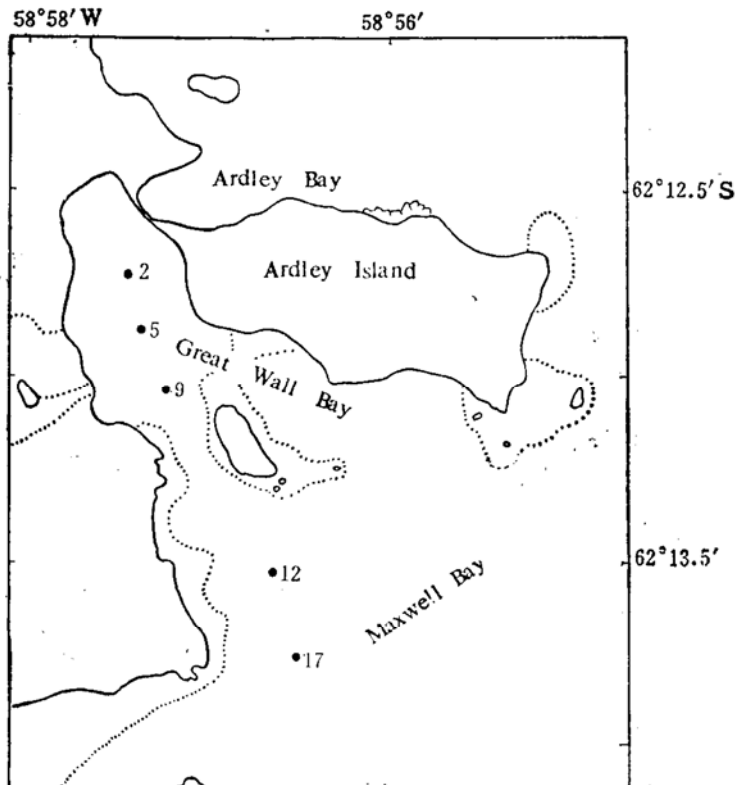 58°58′ W
58°56′
Ardley Bay
62°12.5′ S
Ardley Island
2
5
Great Wall Bay
9
62°13.5′
12
Maxwell Bay
17